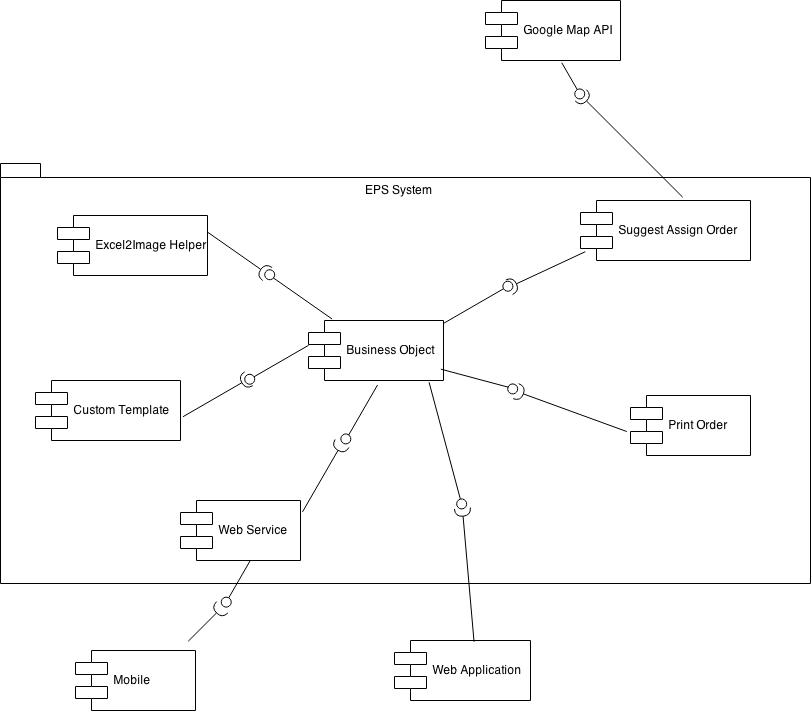 Google Map API
EPS System
Suggest Assign Order
Excel2Image Helper
Business Object
Custom Template
Print Order
Web Service
Web Application
Mobile